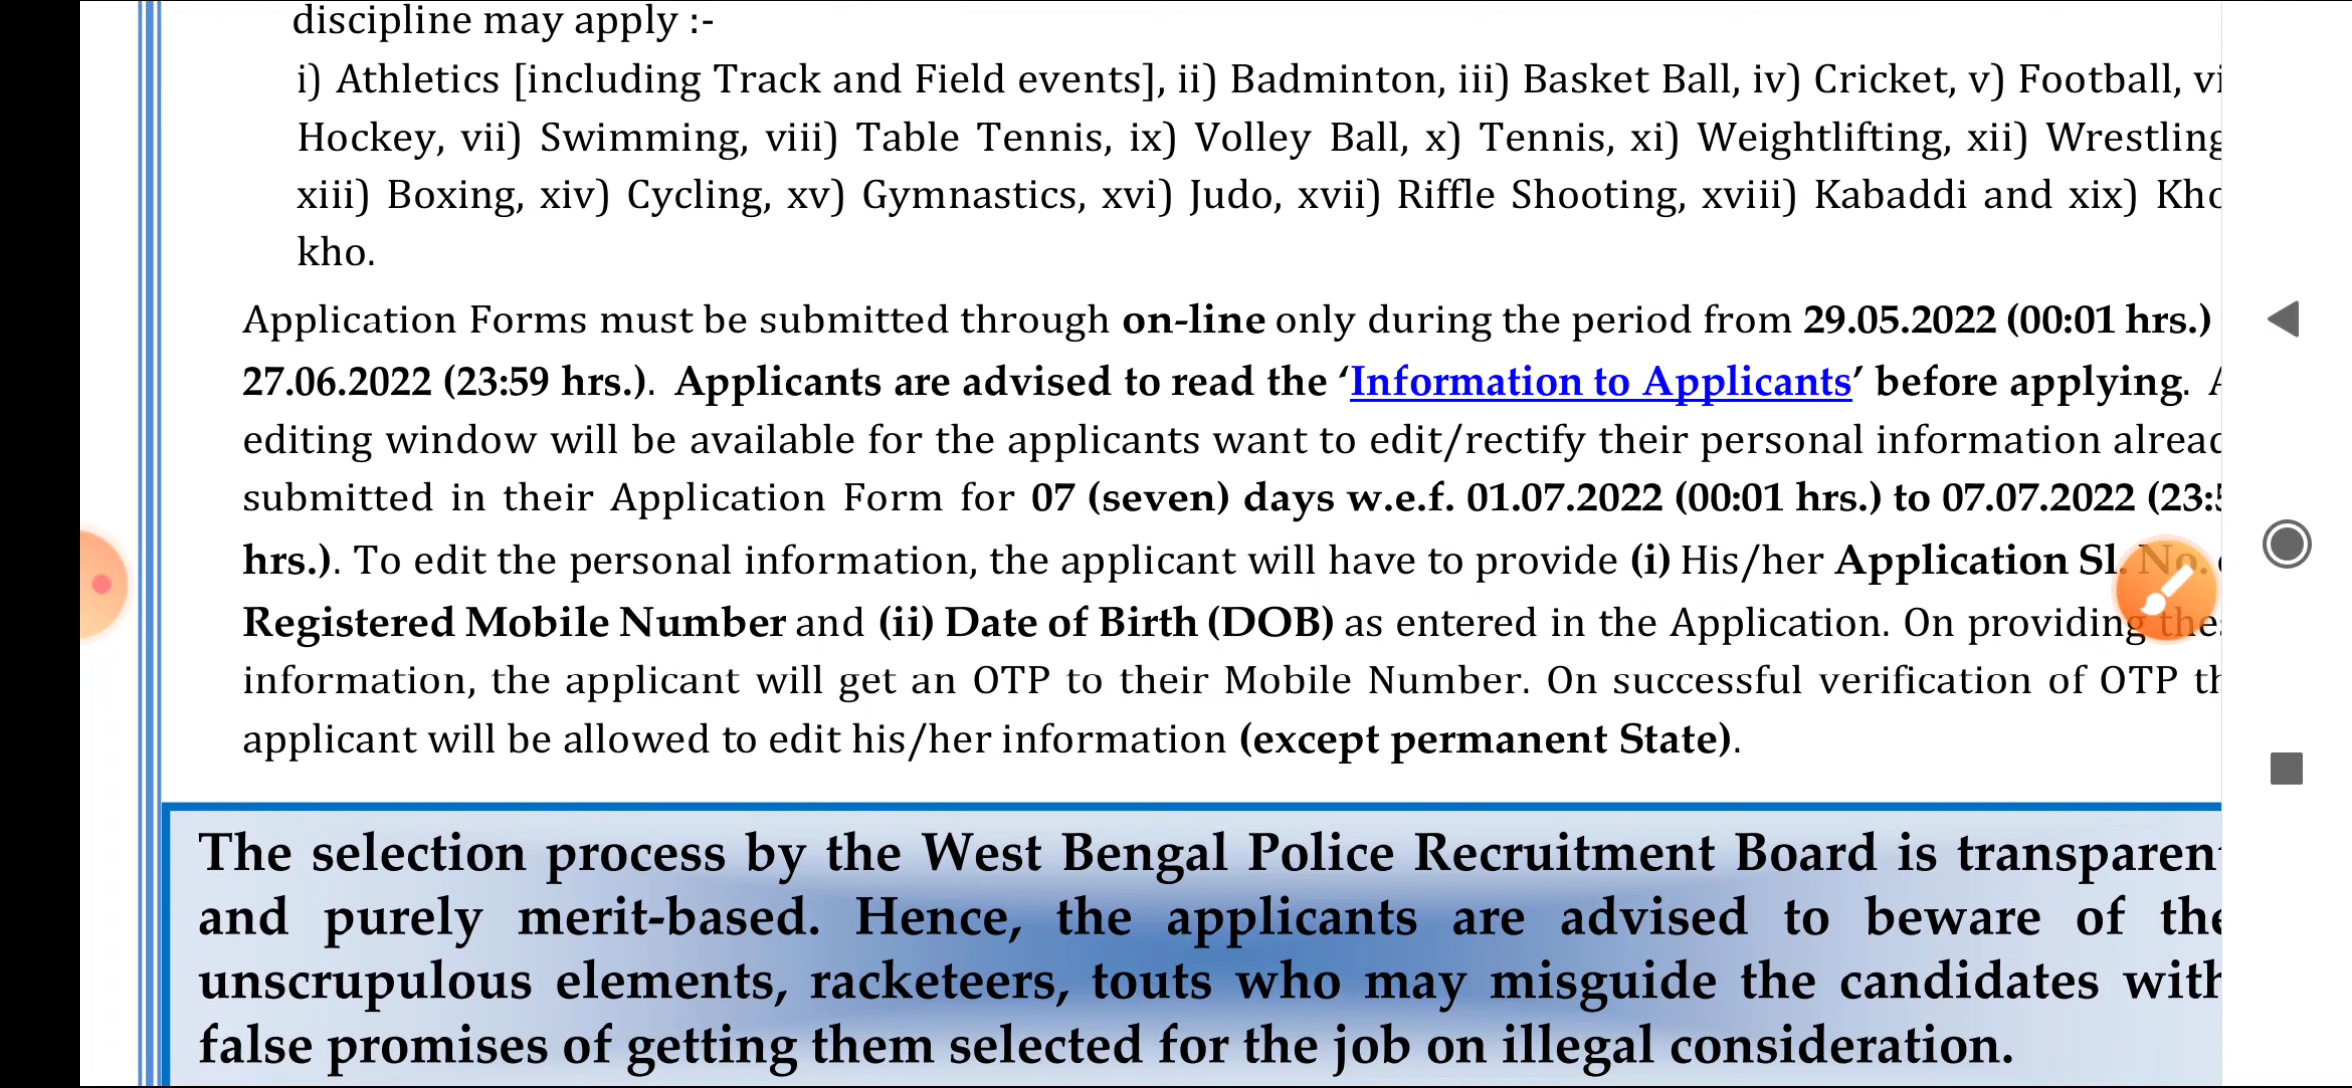 discipline may apply :-
i) Athletics [including Track and Field events], ii) Badminton, iii) Basket Ball, iv) Cricket, v) Football, vi
Hockey, vii) Swimming, viii) Table Tennis, ix) Volley Ball, x) Tennis, xi) Weightlifting, xii) Wrestling
xiii) Boxing, xiv) Cycling, xv) Gymnastics, xvi) Judo, xvii) Riffle Shooting, xviii) Kabaddi and xix) Kho
kho.
Application Forms must be submitted through on-line only during the period from 29.05.2022 (00:01 hrs.)
27.06.2022 (23:59 hrs.). Applicants are advised to read the ‘Information to Applicants’ before applying.
editing window will be available for the applicants want to edit/rectify their personal information
submitted in their Application Form for 07 (seven) days w.e.f. 01.07.2022 (00:01 hrs.) to 07.07.2022
hrs.). To edit the personal information, the applicant will have to provide (i) His/her Application Sl. No.
Registered Mobile Number and (ii) Date of Birth (DOB) as entered in the Application. On providing
information, the applicant will get an OTP to their Mobile Number. On successful verification of OTP
applicant will be allowed to edit his/her information (except permanent State).
The selection process by the West Bengal Police Recruitment Board is transparent
and purely merit-based. Hence, the applicants are advised to beware of the
unscrupulous elements, racketeers, touts who may misguide the candidates with
false promises of getting them selected for the job on illegal consideration.